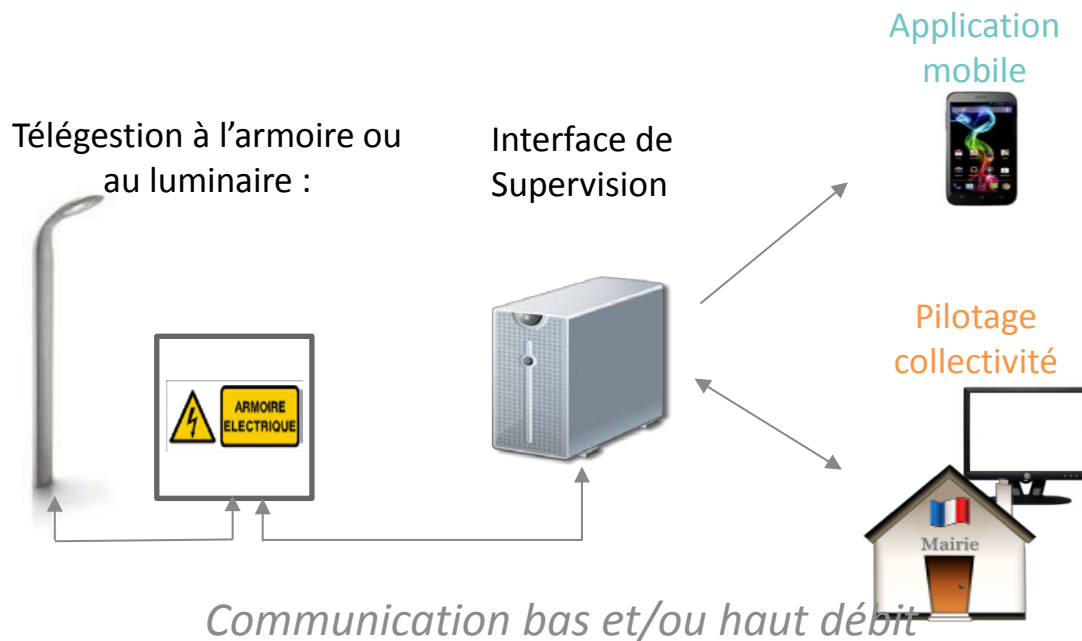 Application
mobile
Télégestion à l’armoire ou
au luminaire :
Interface de
Supervision
Pilotage
collectivité
ARMOIRE
ELECTRIQUE
Mairie
Communication bas et/ou haut débit